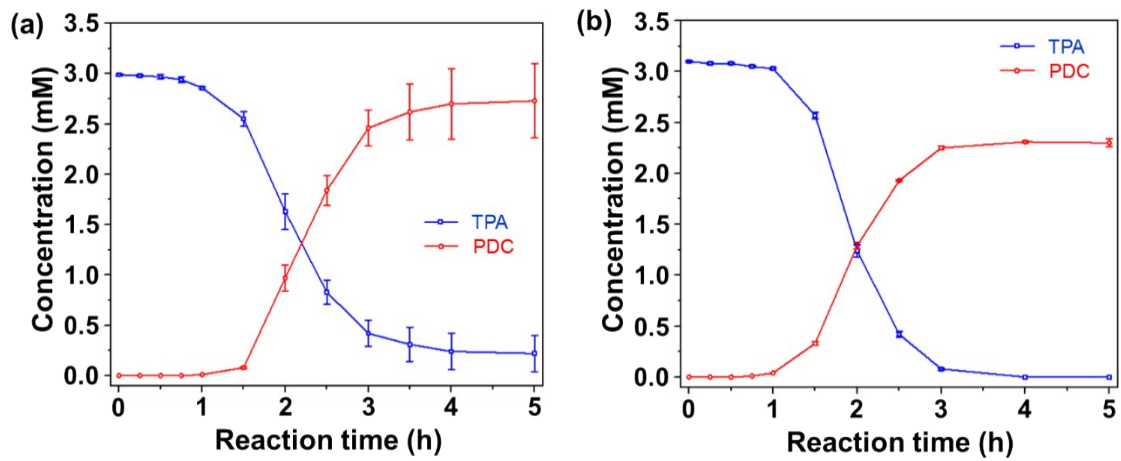 (a)
Concentration (mM)
3.5
3.0
2.5
2.0
1.5
1.0
0.5
0.0
TPA
PDC
0 1 2 3 4 5
Reaction time (h)
(b)
Concentration (mM)
3.5
3.0
2.5
2.0
1.5
1.0
0.5
0.0
TPA
PDC
0 1 2 3 4 5
Reaction time (h)